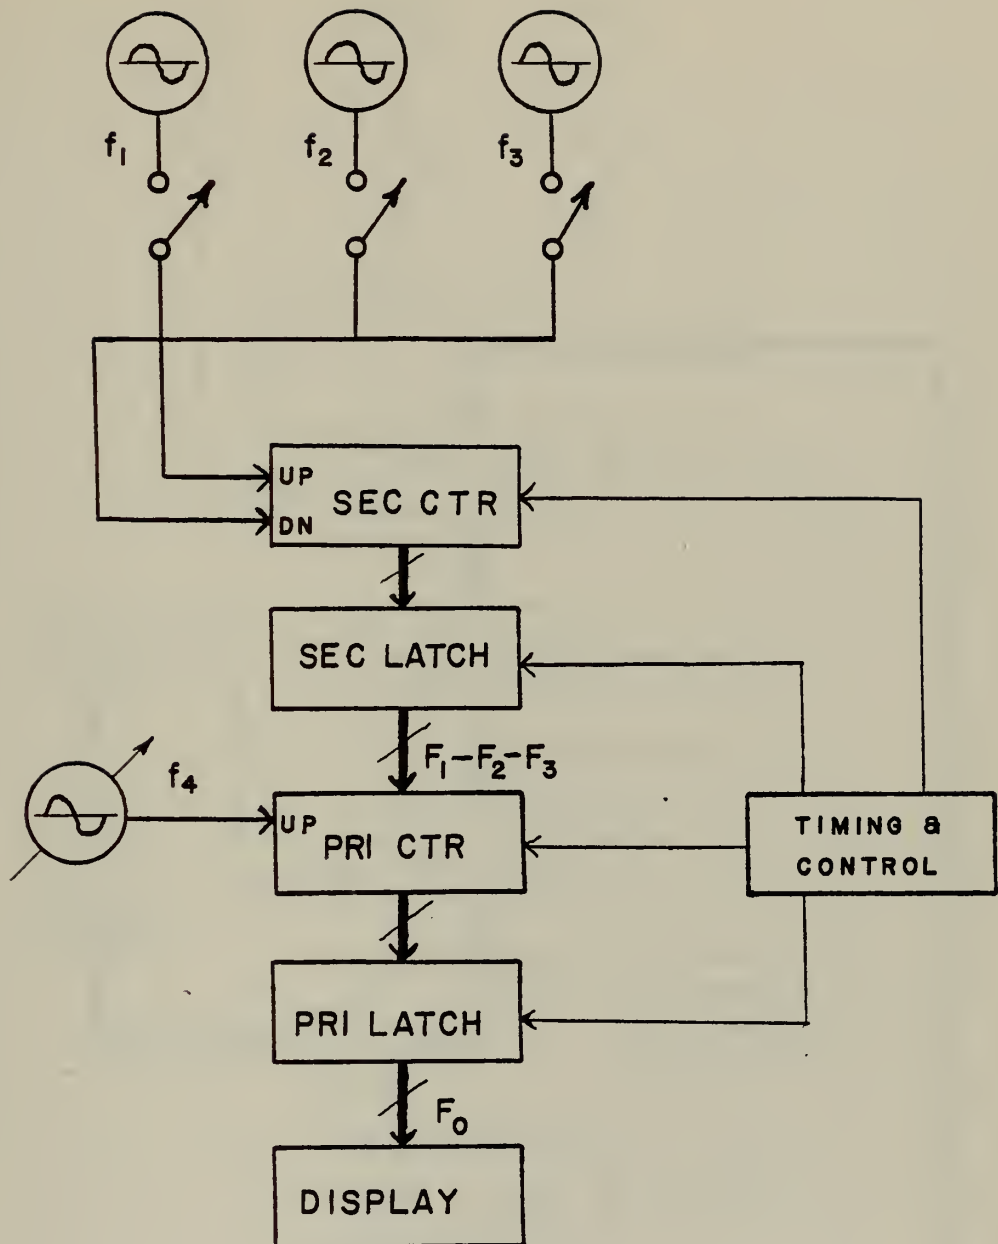 f₁
f₂
f₃
UP
SEC CTR
DN
SEC LATCH
F₁−F₂−F₃
f₄
UP
PRI CTR
TIMING &
CONTROL
PRI LATCH
F₀
DISPLAY